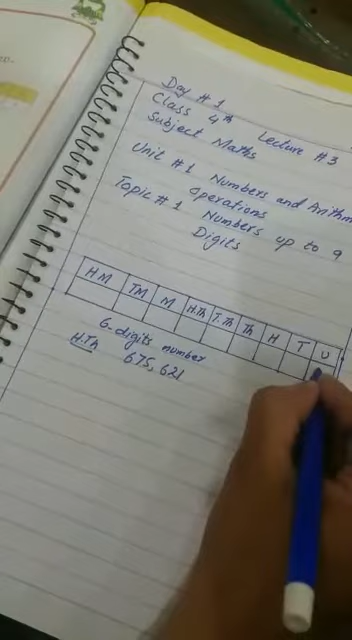 Day # 1
Class 4th Lecture # 3
Subject Maths
Unit # 1 Numbers and Arithm
Operations
Topic # 1 Numbers up to 9
Digits
HM TM M H.Th T.Th Th H T U
6-digits number
H.Th 675,621